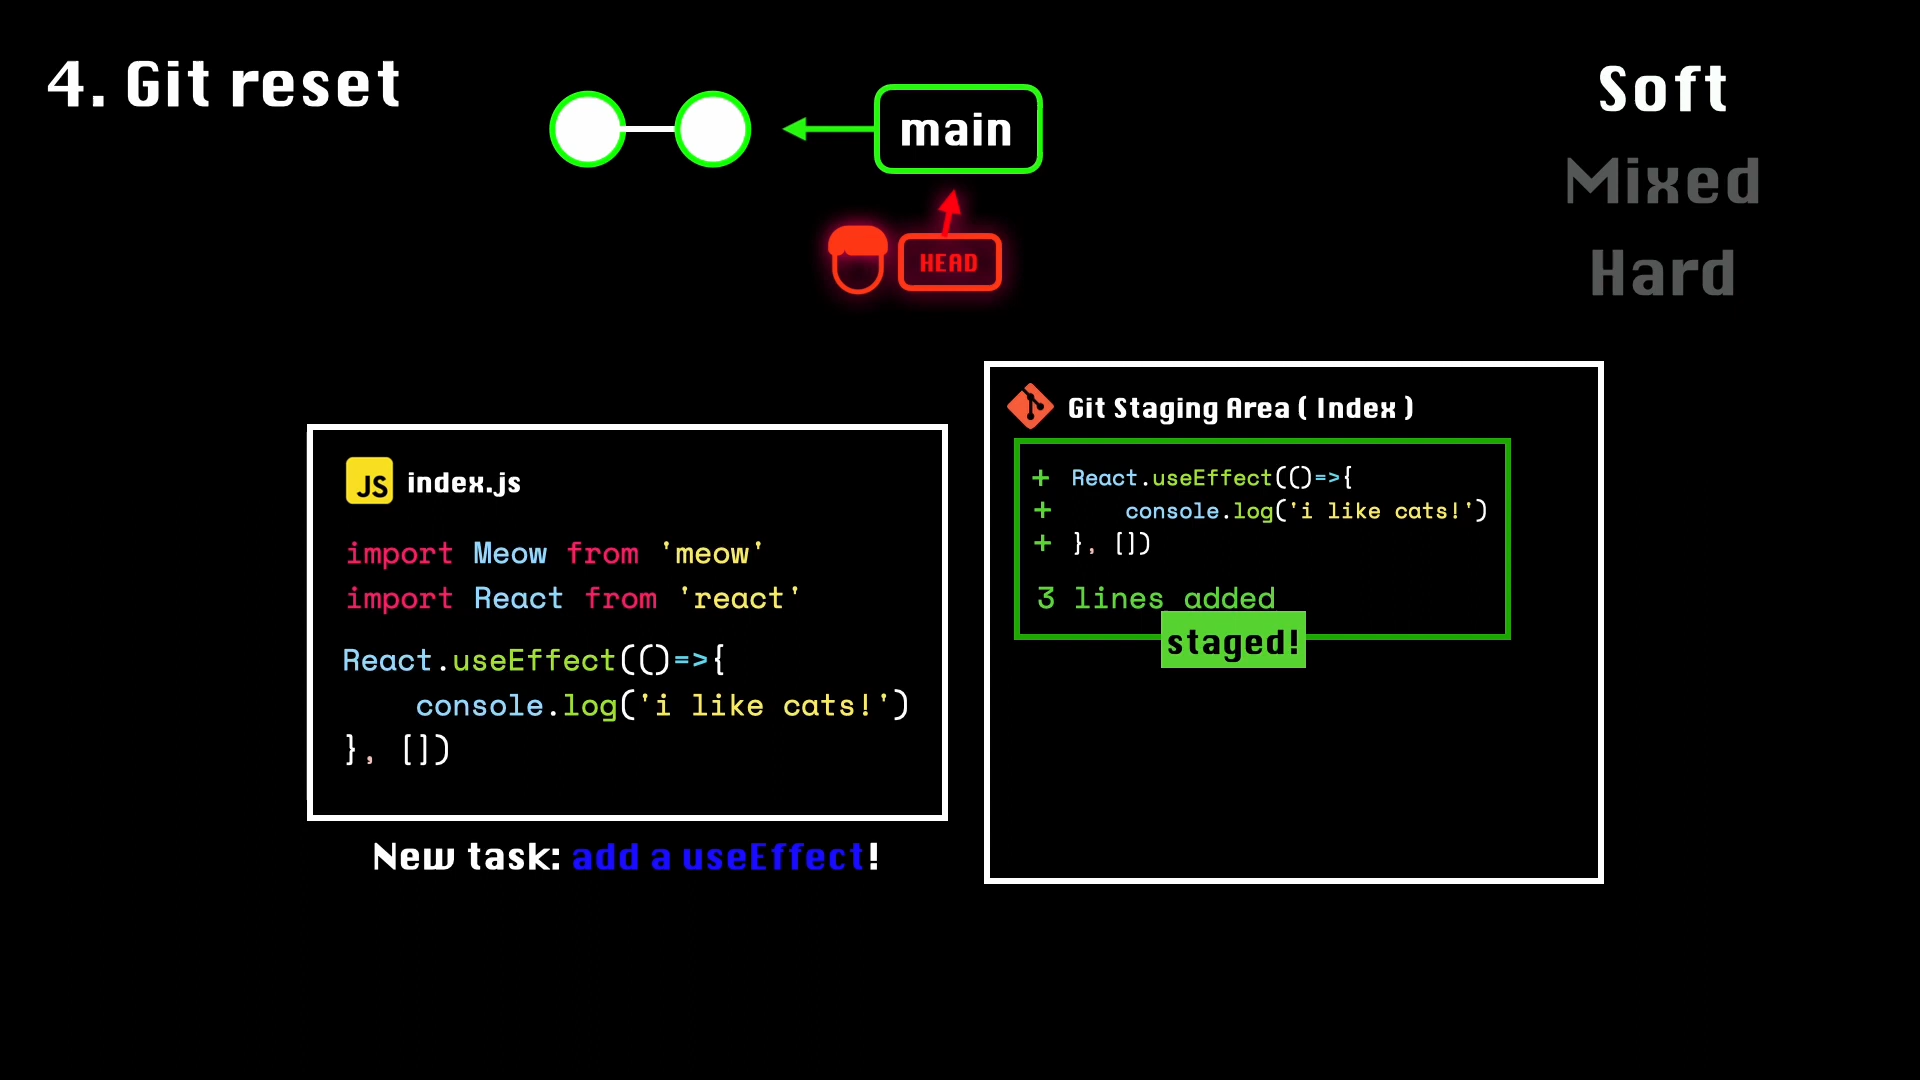 4. Git reset
main
HEAD
Soft
Mixed
Hard
JS index.js
import Meow from 'meow'
import React from 'react'
React.useEffect(()=>{
console.log('i like cats!')
}, [])
New task: add a useEffect!
Git Staging Area ( Index )
+ React.useEffect(()=>{
+ console.log('i like cats!')
+ }, [])
3 lines added
staged!